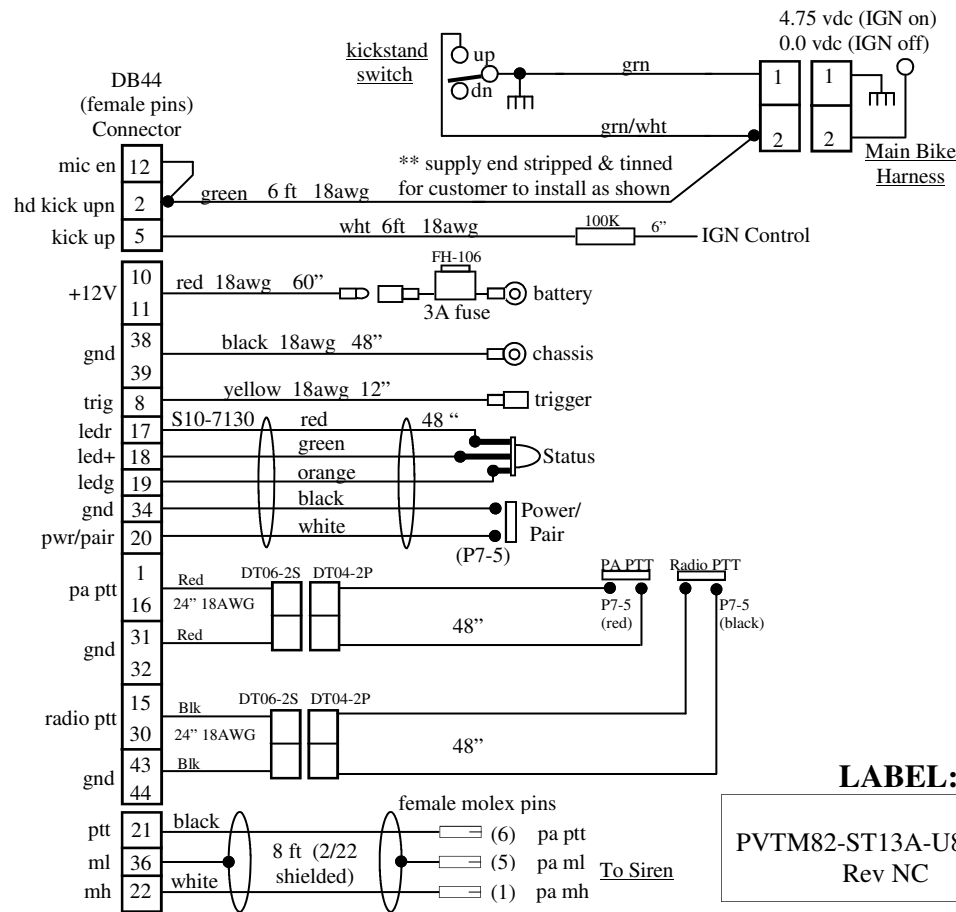 4.75 vdc (IGN on)
0.0 vdc (IGN off)
kickstand
switch
up
dn
grn
1 1
grn/wht
2 2
Main Bike
Harness
DB44
(female pins)
Connector
** supply end stripped & tinned
for customer to install as shown
mic en 12
hd kick upn 2 green 6 ft 18awg
kick up 5 wht 6ft 18awg 100K 6” IGN Control
FH-106
+12V 10 11 red 18awg 60” battery
3A fuse
gnd 38 39 black 18awg 48” chassis
trig 8 yellow 18awg 12” trigger
ledr 17 S10-7130 red 48 “
led+ 18 green Status
ledg 19 orange
gnd 34 black Power/
pwr/pair 20 white Pair
(P7-5)
PA PTT Radio PTT
pa ptt 1 16 Red DT06-2S DT04-2P
24” 18AWG
P7-5 P7-5
(red) (black)
gnd 31 32 Red 48”
radio ptt 15 30 Blk DT06-2S DT04-2P
24” 18AWG
gnd 43 44 Blk 48”
LABEL:
PVTM82-ST13A-U8
Rev NC
female molex pins
ptt 21 black (6) pa ptt
ml 36 8 ft (2/22 (5) pa ml To Siren
shielded)
mh 22 white (1) pa mh